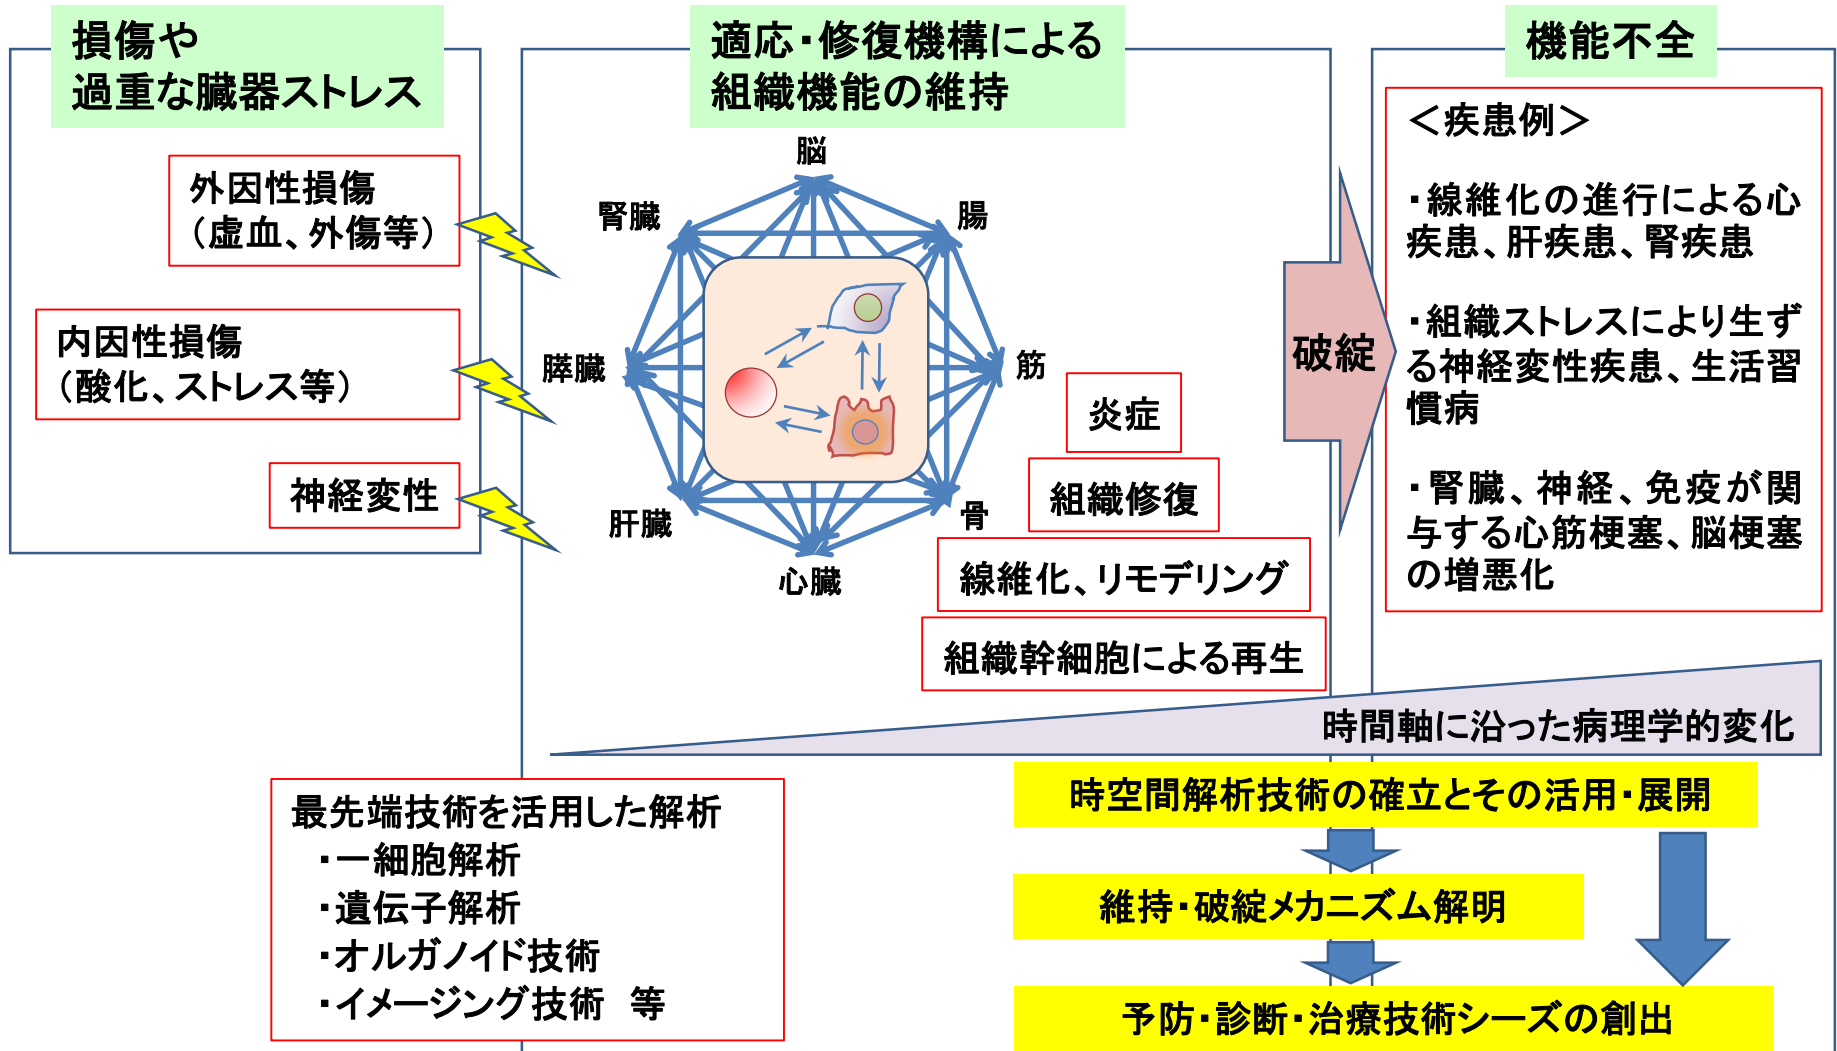 損傷や
過重な臓器ストレス
外因性損傷
（虚血、外傷等）
内因性損傷
（酸化、ストレス等）
神経変性
適応・修復機構による
組織機能の維持
脳
腎臓
腸
膵臓
筋
肝臓
骨
心臓
炎症
組織修復
線維化、リモデリング
組織幹細胞による再生
破綻
機能不全
＜疾患例＞
・線維化の進行による心
疾患、肝疾患、腎疾患
・組織ストレスにより生ず
る神経変性疾患、生活習
慣病
・腎臓、神経、免疫が関
与する心筋梗塞、脳梗塞
の増悪化
時間軸に沿った病理学的変化
最先端技術を活用した解析
・一細胞解析
・遺伝子解析
・オルガノイド技術
・イメージング技術　等
時空間解析技術の確立とその活用・展開
維持・破綻メカニズム解明
予防・診断・治療技術シーズの創出